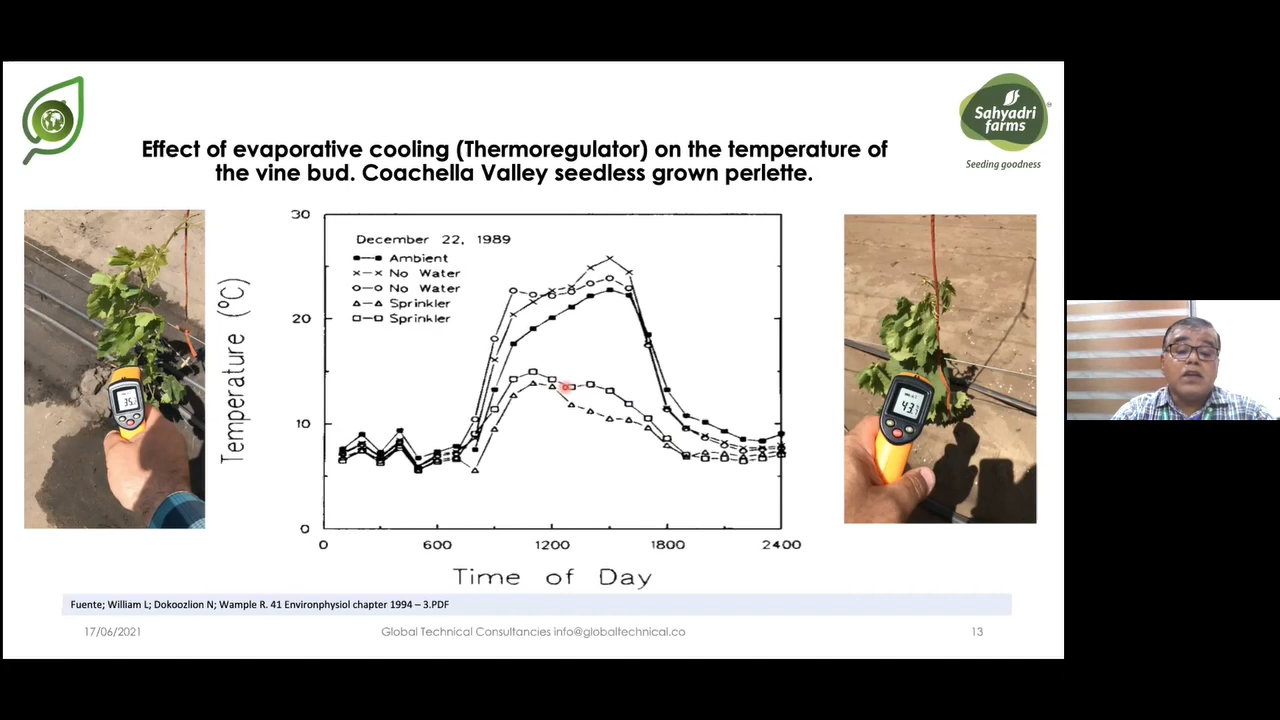 Sahyadri
farms
Seeding goodness
Effect of evaporative cooling (Thermoregulator) on the temperature of
the vine bud. Coachella Valley seedless grown perlette.
30
20
10
0
Temperature (°C)
December 22, 1989
Ambient
No Water
No Water
Sprinkler
Sprinkler
0 600 1200 1800 2400
Time of Day
Fuente; William L; Dokoozlion N; Wample R. 41 Environphysiol chapter 1994 – 3.PDF
17/06/2021 Global Technical Consultancies info@globaltechnical.co 13